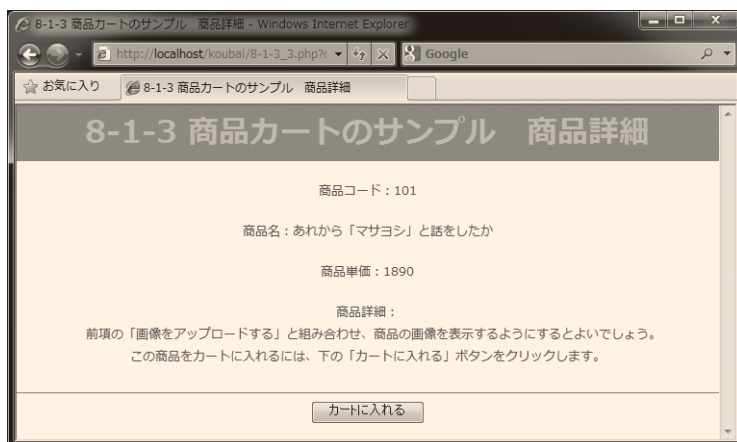 8-1-3 商品カートのサンプル　商品詳細 - Windows Internet Explorer
http://localhost/koubai/8-1-3_3.php?t
Google
お気に入り
8-1-3 商品カートのサンプル　商品詳細
8-1-3 商品カートのサンプル　商品詳細
商品コード：101
商品名：あれから「マサヨシ」と話をしたか
商品単価：1890
商品詳細：
前項の「画像をアップロードする」と組み合わせ、商品の画像を表示するようにするとよいでしょう。
この商品をカートに入れるには、下の「カートに入れる」ボタンをクリックします。
カートに入れる